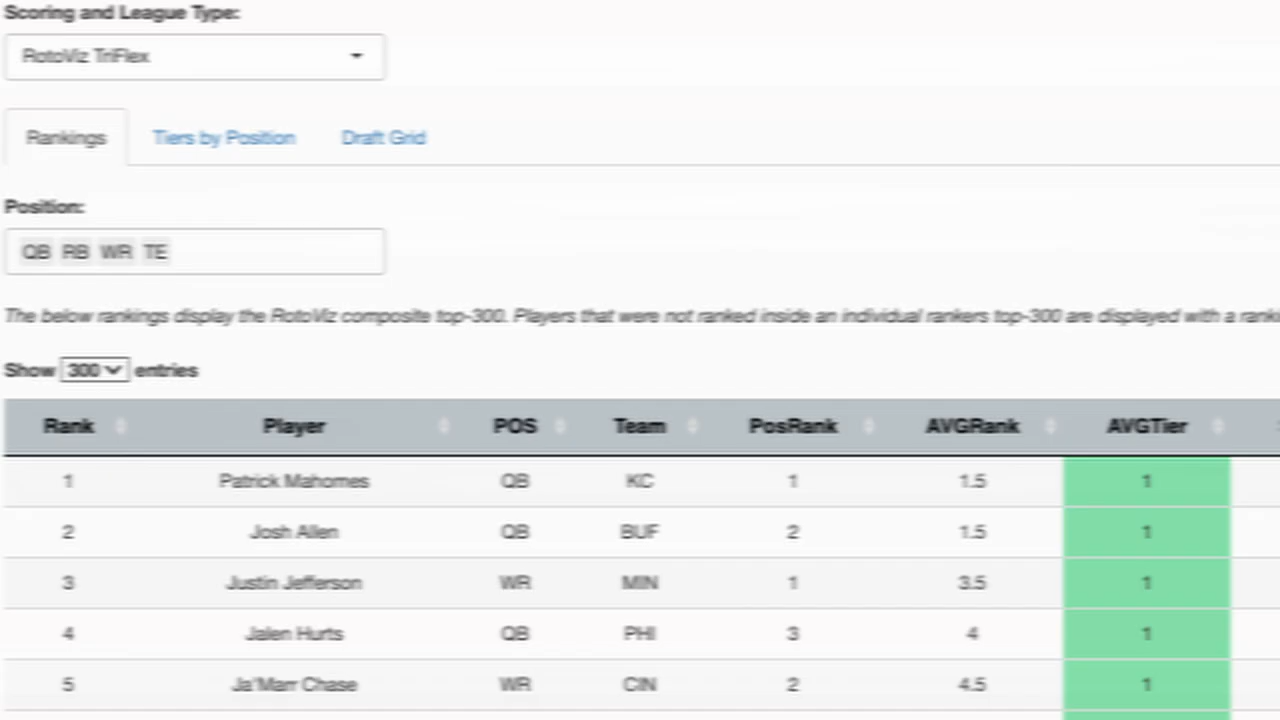 Scoring and League Type:
RotoViz TriFlex
Rankings Tiers by Position Draft Grid
Position:
QB RB WR TE
The below rankings display the RotoViz composite top-300. Players that were not ranked inside an individual rankers top-300 are displayed with a
Show 300 entries
Rank Player POS Team PosRank AVGRank AVGTier
1 Patrick Mahomes QB KC 1 1.5 1
2 Josh Allen QB BUF 2 1.5 1
3 Justin Jefferson WR MIN 1 3.5 1
4 Jalen Hurts QB PHI 3 4 1
5 Ja'Marr Chase WR CIN 2 4.5 1